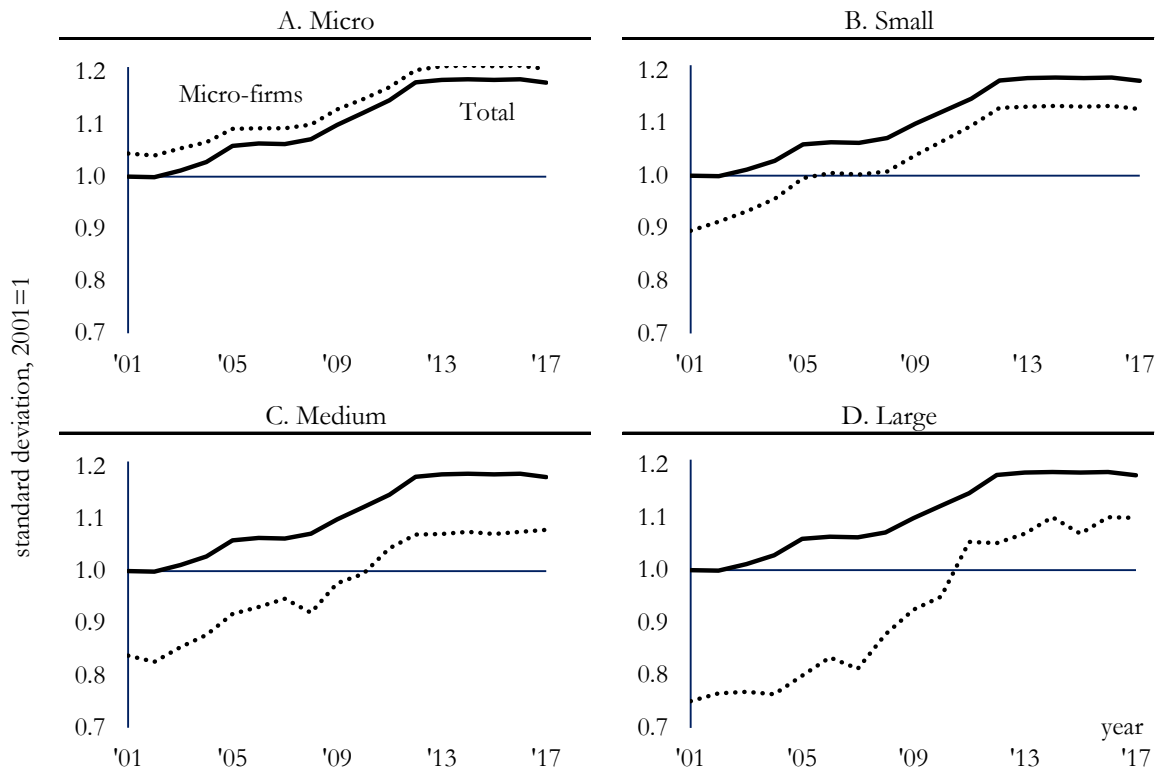 A. Micro
B. Small
1.2
1.1
1.0
0.9
0.8
0.7
Micro-firms
Total
'01 '05 '09 '13 '17
1.2
1.1
1.0
0.9
0.8
0.7
'01 '05 '09 '13 '17
standard deviation, 2001=1
C. Medium
D. Large
1.2
1.1
1.0
0.9
0.8
0.7
'01 '05 '09 '13 '17
1.2
1.1
1.0
0.9
0.8
0.7
year
'01 '05 '09 '13 '17